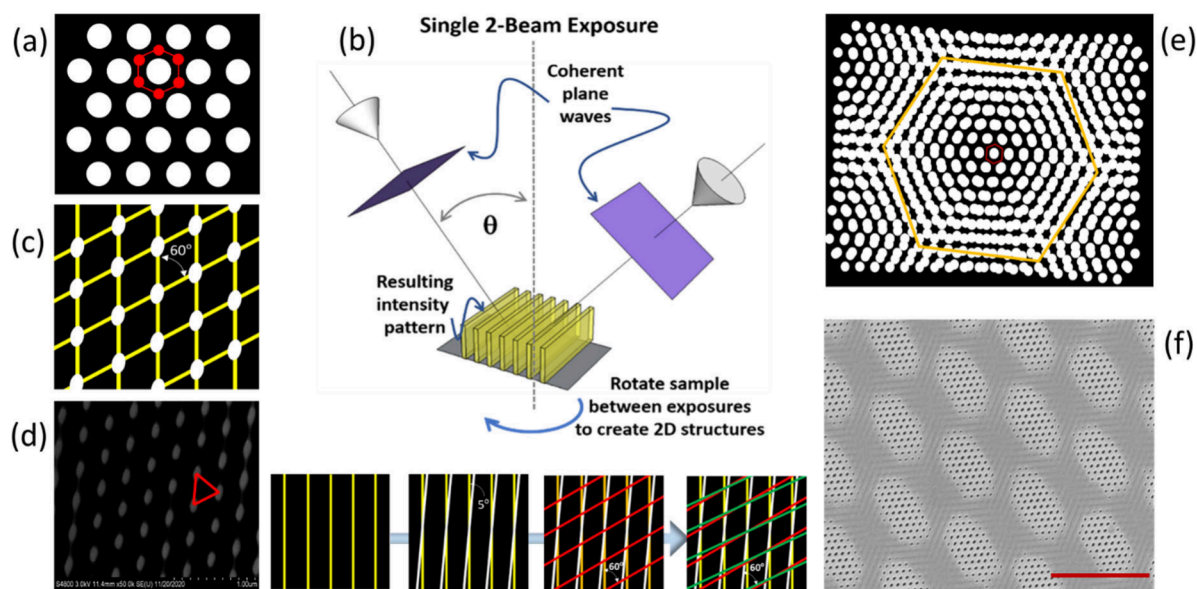 (a)
(b)
Single 2-Beam Exposure
Coherent
plane
waves
θ
Resulting
intensity
pattern
Rotate sample
between exposures
to create 2D structures
(c)
60°
(d)
S4800 3.0kV 11.4mm x50.0k SE(U) 11/20/2020
1.00um
5°
60°
60°
(e)
(f)